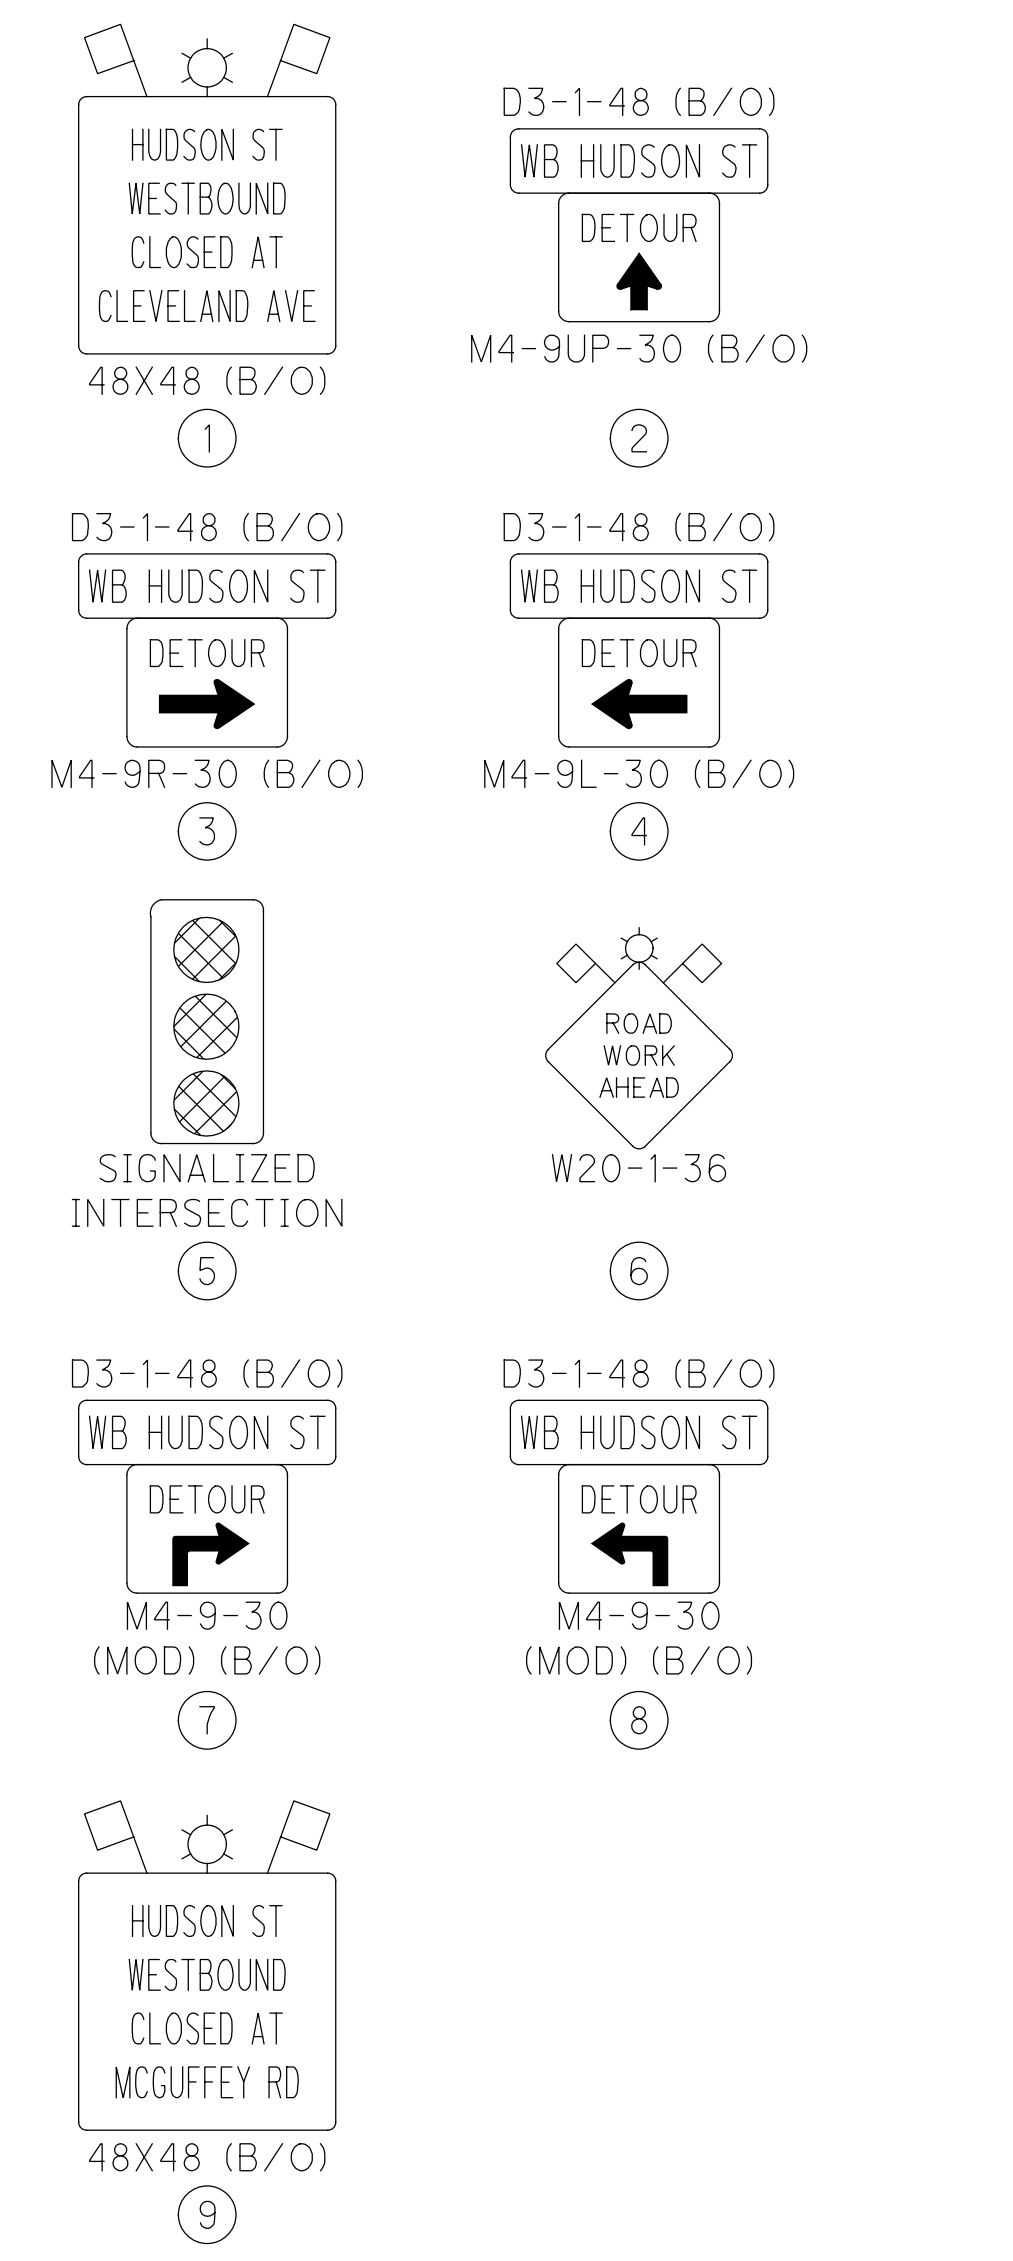 HUDSON ST
WESTBOUND
CLOSED AT
CLEVELAND AVE
48X48 (B/O)
1
D3-1-48 (B/O)
WB HUDSON ST
DETOUR
M4-9UP-30 (B/O)
2
D3-1-48 (B/O)
WB HUDSON ST
DETOUR
M4-9R-30 (B/O)
3
D3-1-48 (B/O)
WB HUDSON ST
DETOUR
M4-9L-30 (B/O)
4
SIGNALIZED
INTERSECTION
5
ROAD
WORK
AHEAD
W20-1-36
6
D3-1-48 (B/O)
WB HUDSON ST
DETOUR
M4-9-30
(MOD) (B/O)
7
D3-1-48 (B/O)
WB HUDSON ST
DETOUR
M4-9-30
(MOD) (B/O)
8
HUDSON ST
WESTBOUND
CLOSED AT
MCGUFFEY RD
48X48 (B/O)
9